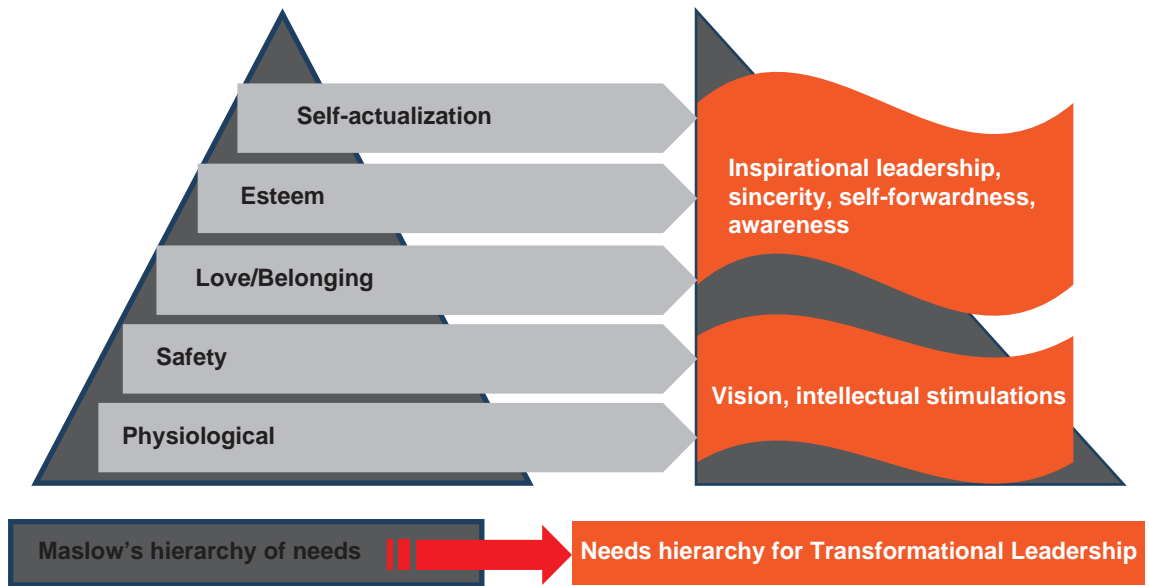 Self-actualization
Esteem
Love/Belonging
Safety
Physiological
Inspirational leadership,
sincerity, self-forwardness,
awareness
Vision, intellectual stimulations
Maslow’s hierarchy of needs
Needs hierarchy for Transformational Leadership